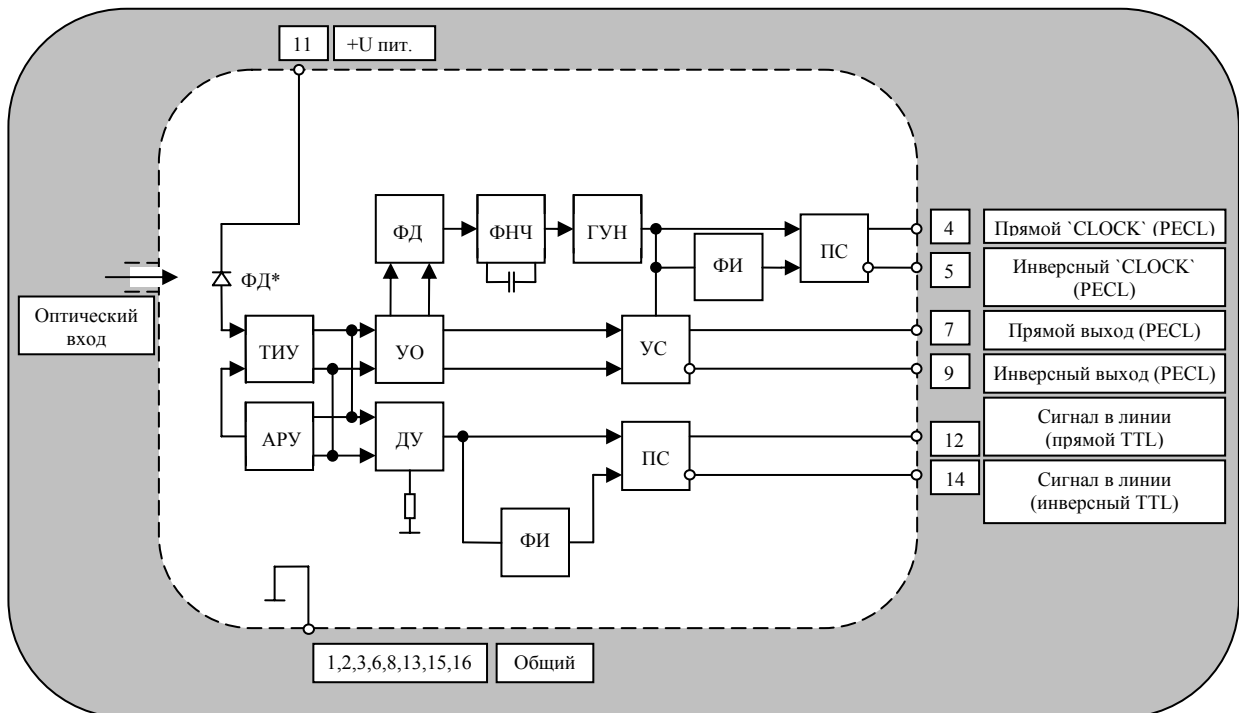 11
+U пит.
ФД
ФНЧ
ГУН
ПС
ФИ
4
Прямой `CLOCK` (PECL)
5
Инверсный `CLOCK`
(PECL)
ФД*
Оптический
вход
ТИУ
УО
УС
7
Прямой выход (PECL)
9
Инверсный выход (PECL)
АРУ
ДУ
ПС
12
Сигнал в линии
(прямой TTL)
14
Сигнал в линии
(инверсный TTL)
ФИ
1,2,3,6,8,13,15,16
Общий